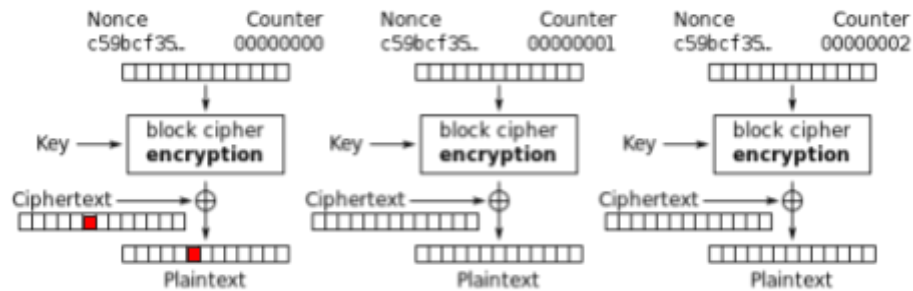 Nonce Counter Nonce Counter Nonce Counter
c59bcf35… 00000000 c59bcf35… 00000001 c59bcf35… 00000002
block cipher block cipher block cipher
Key Key Key
encryption encryption encryption
Ciphertext Ciphertext Ciphertext
Plaintext Plaintext Plaintext